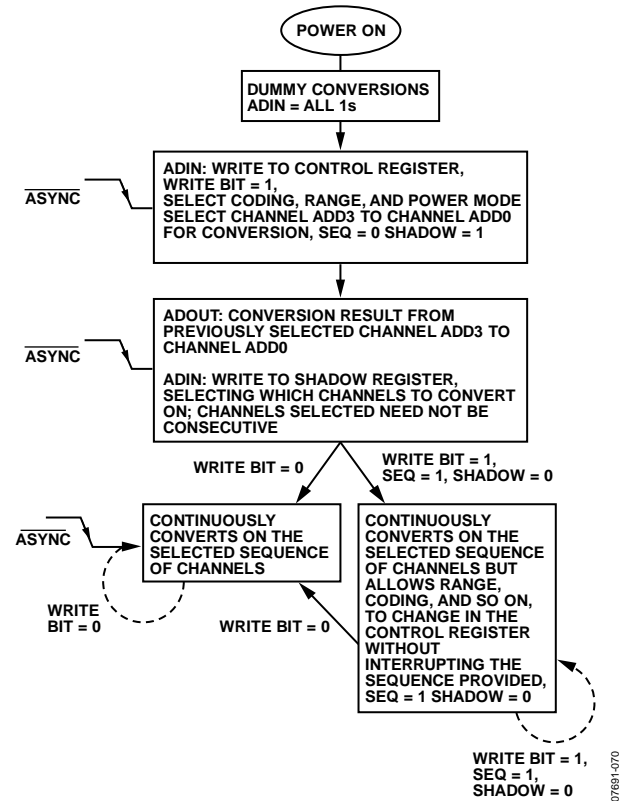 POWER ON
DUMMY CONVERSIONS
ADIN = ALL 1s
ASYNC
ADIN: WRITE TO CONTROL REGISTER,
WRITE BIT = 1,
SELECT CODING, RANGE, AND POWER MODE
SELECT CHANNEL ADD3 TO CHANNEL ADD0
FOR CONVERSION, SEQ = 0 SHADOW = 1
ASYNC
ADOUT: CONVERSION RESULT FROM
PREVIOUSLY SELECTED CHANNEL ADD3 TO
CHANNEL ADD0
ADIN: WRITE TO SHADOW REGISTER,
SELECTING WHICH CHANNELS TO CONVERT
ON; CHANNELS SELECTED NEED NOT BE
CONSECUTIVE
WRITE BIT = 0
WRITE BIT = 1,
SEQ = 1, SHADOW = 0
ASYNC
CONTINUOUSLY
CONVERTS ON THE
SELECTED SEQUENCE
OF CHANNELS
WRITE
BIT = 0
WRITE BIT = 0
CONTINUOUSLY
CONVERTS ON THE
SELECTED SEQUENCE
OF CHANNELS BUT
ALLOWS RANGE,
CODING, AND SO ON,
TO CHANGE IN THE
CONTROL REGISTER
WITHOUT
INTERRUPTING THE
SEQUENCE PROVIDED,
SEQ = 1 SHADOW = 0
WRITE BIT = 1,
SEQ = 1,
SHADOW = 0
07691-070